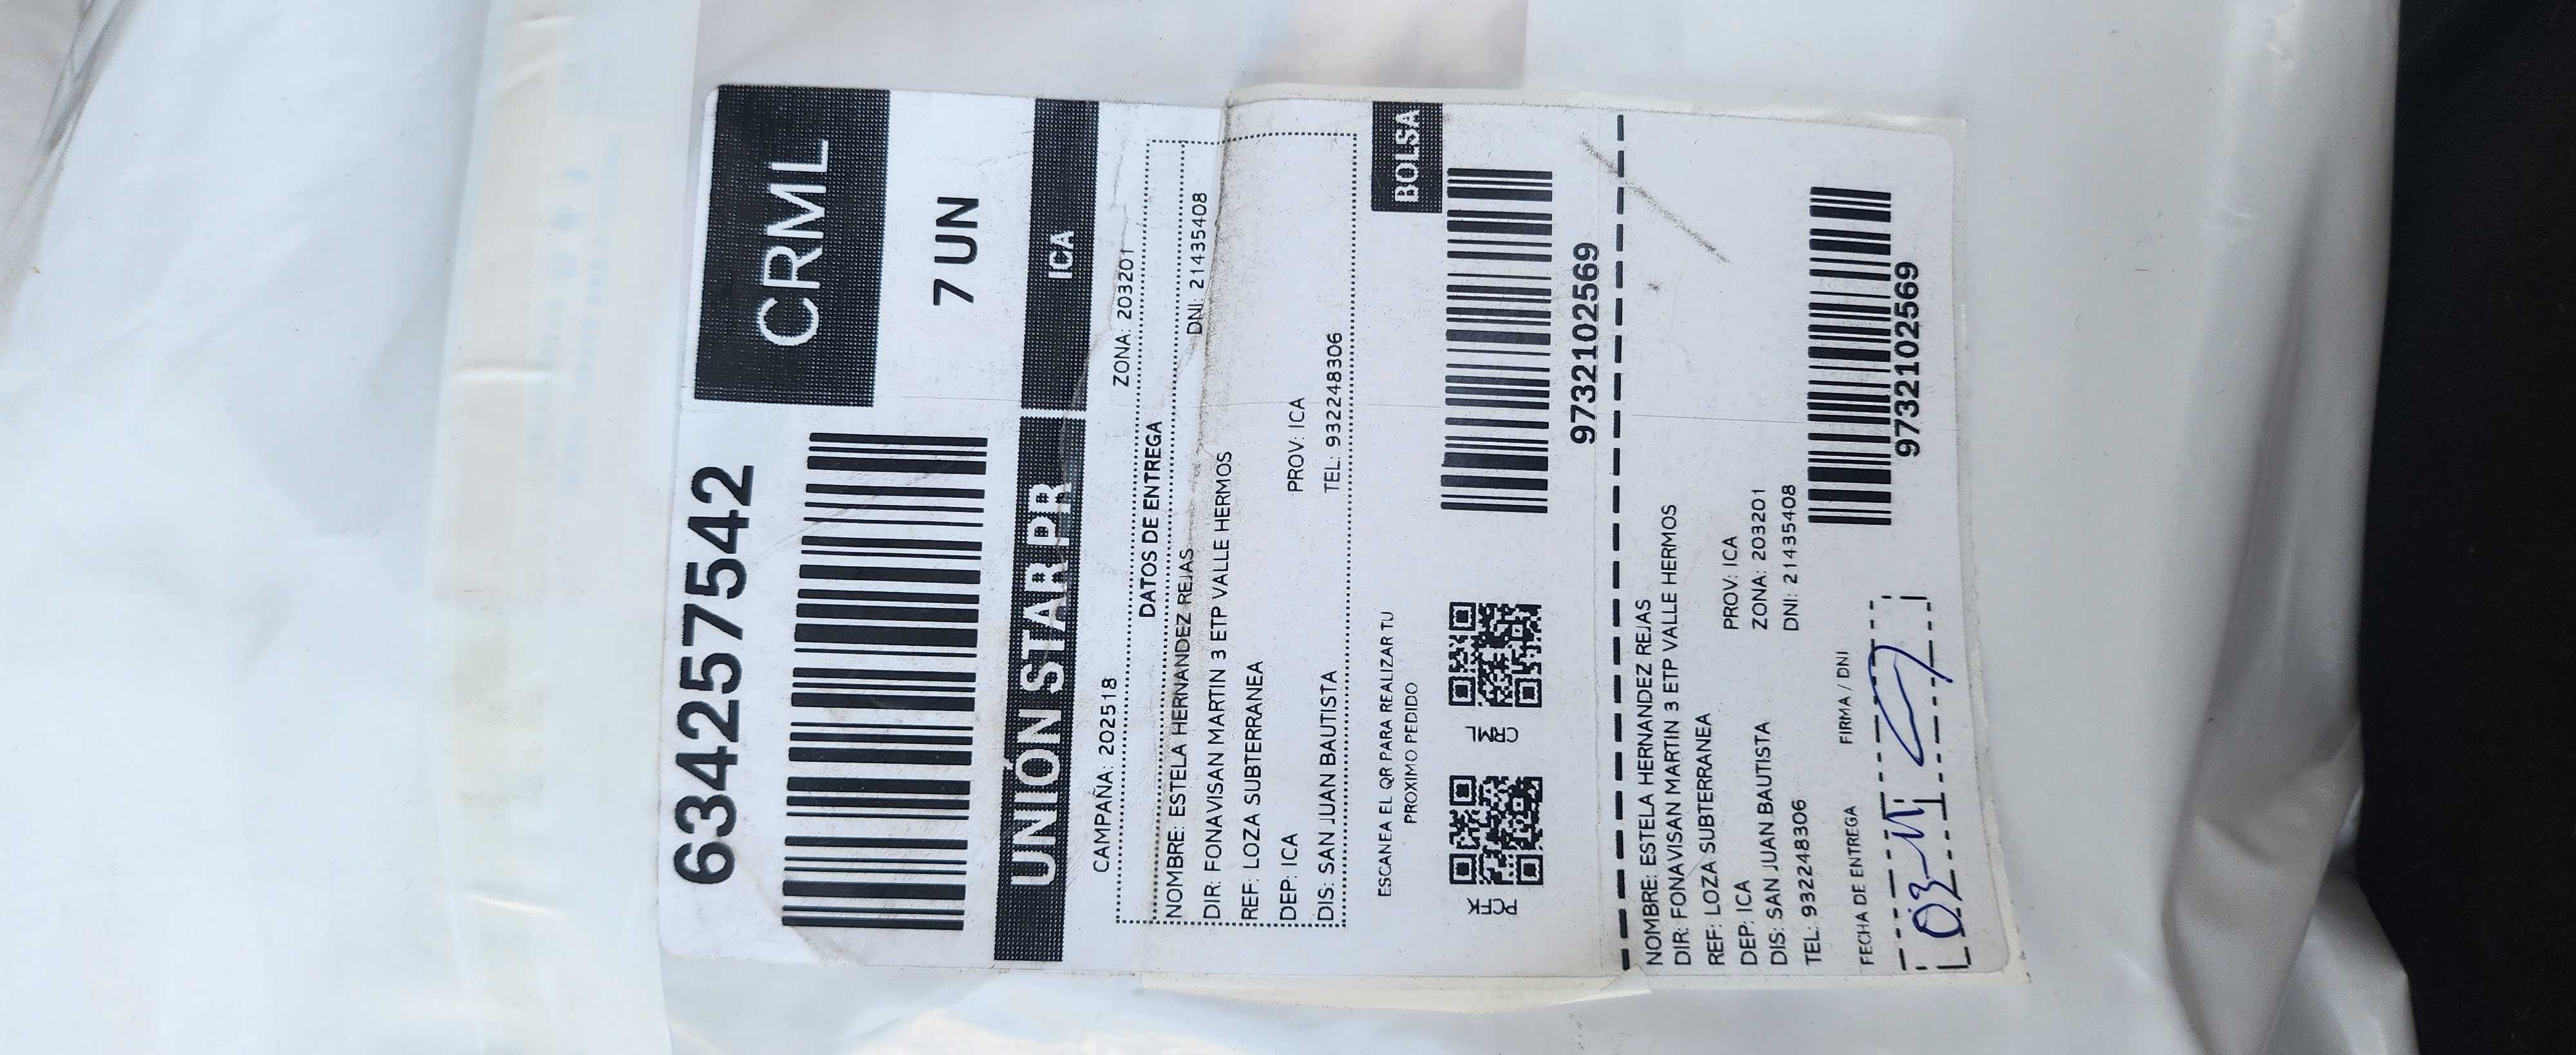 6342575 42
CRML
7 UN
UNIÓN STAR PR ICA
CAMPAÑA: 202518 ZONA: 203201
DATOS DE ENTREGA
NOMBRE: ESTELA HERNANDEZ REJAS DNI: 21435408
DIR: FONAVISAN MARTIN 3 ETP VALLE HERMOS
REF: LOZA SUBTERRANEA
DEP: ICA PROV: ICA
DIS: SAN JUAN BAUTISTA TEL: 932248306
ESCANEA EL QR PARA REALIZAR TU
PROXIMO PEDIDO
BOLSA
CRML
9732102569
NOMBRE: ESTELA HERNANDEZ REJAS
DIR: FONAVISAN MARTIN 3 ETP VALLE HERMOS
REF: LOZA SUBTERRANEA
DEP: ICA PROV: ICA
DIS: SAN JUAN BAUTISTA ZONA: 203201
TEL: 932248306 DNI: 21435408
FECHA DE ENTREGA FIRMA / DNI
9732102569